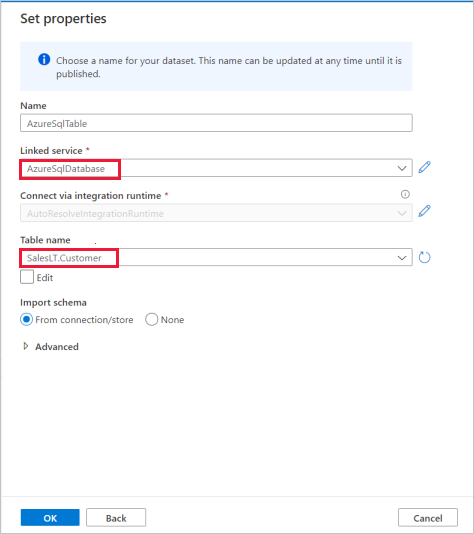 Set properties
Choose a name for your dataset. This name can be updated at any time until it is
published.
Name
AzureSqlTable
Linked service *
AzureSqlDatabase
Connect via integration runtime *
AutoResolveIntegrationRuntime
Table name
SalesLT.Customer
Edit
Import schema
From connection/store None
Advanced
OK Back Cancel